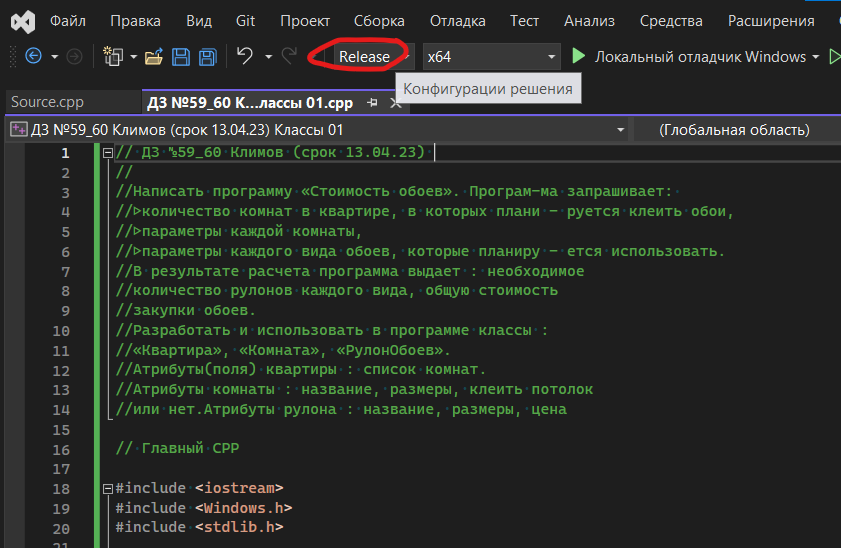 Файл Правка Вид Git Проект Сборка Отладка Тест Анализ Средства Расширения
Release x64 Локальный отладчик Windows
Конфигурации решения
Source.cpp ДЗ №59_60 К...лассы 01.cpp
ДЗ №59_60 Климов (срок 13.04.23) Классы 01 (Глобальная область)
1 // ДЗ №59_60 Климов (срок 13.04.23)
2 //
3 //Написать программу «Стоимость обоев». Програм-ма запрашивает:
4 //▹количество комнат в квартире, в которых плани - руется клеить обои,
5 //▹параметры каждой комнаты,
6 //▹параметры каждого вида обоев, которые планиру - ется использовать.
7 //В результате расчета программа выдает : необходимое
8 //количество рулонов каждого вида, общую стоимость
9 //закупки обоев.
10 //Разработать и использовать в программе классы :
11 //«Квартира», «Комната», «РулонОбоев».
12 //Атрибуты(поля) квартиры : список комнат.
13 //Атрибуты комнаты : название, размеры, клеить потолок
14 //или нет.Атрибуты рулона : название, размеры, цена
15
16 // Главный CPP
17
18 #include <iostream>
19 #include <Windows.h>
20 #include <stdlib.h>